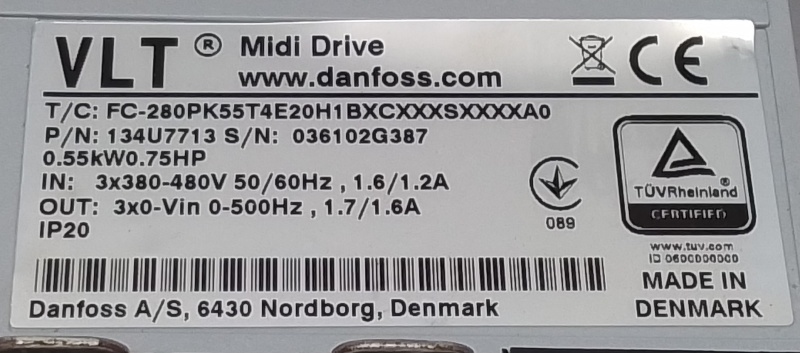 VLT ® Midi Drive
www.danfoss.com
CE
T/C: FC-280PK55T4E20H1BXCXXXSXXXXA0
P/N: 134U7713 S/N: 036102G387
0.55kW0.75HP
IN: 3x380-480V 50/60Hz , 1.6/1.2A
OUT: 3x0-Vin 0-500Hz , 1.7/1.6A
IP20
089
TÜVRheinland ®
CERTIFIED
www.tuv.com
ID 0600000000
MADE IN
DENMARK
Danfoss A/S, 6430 Nordborg, Denmark